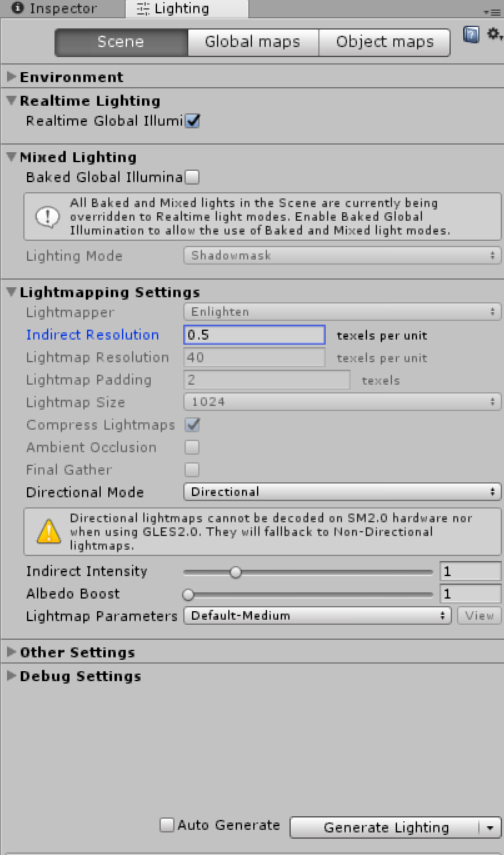 Inspector
Lighting
Scene
Global maps
Object maps
Environment
Realtime Lighting
Realtime Global Illumi
Mixed Lighting
Baked Global Illumina
All Baked and Mixed lights in the Scene are currently being
overridden to Realtime light modes. Enable Baked Global
Illumination to allow the use of Baked and Mixed light modes.
Lighting Mode Shadowmask
Lightmapping Settings
Lightmapper Enlighten
Indirect Resolution 0.5 texels per unit
Lightmap Resolution 40 texels per unit
Lightmap Padding 2 texels
Lightmap Size 1024
Compress Lightmaps
Ambient Occlusion
Final Gather
Directional Mode Directional
Directional lightmaps cannot be decoded on SM2.0 hardware nor
when using GLES2.0. They will fallback to Non-Directional
lightmaps.
Indirect Intensity 1
Albedo Boost 1
Lightmap Parameters Default-Medium View
Other Settings
Debug Settings
Auto Generate Generate Lighting